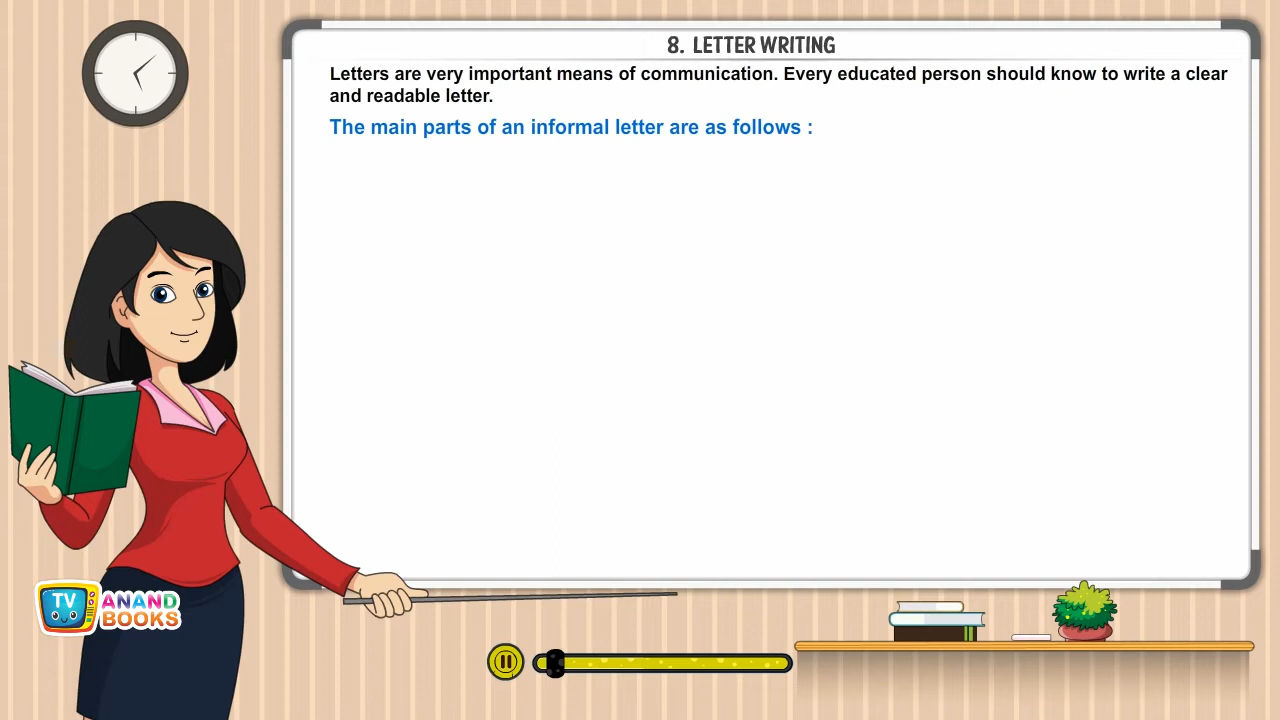 8. LETTER WRITING
Letters are very important means of communication. Every educated person should know to write a clear
and readable letter.
The main parts of an informal letter are as follows :
TV
ANAND
BOOKS